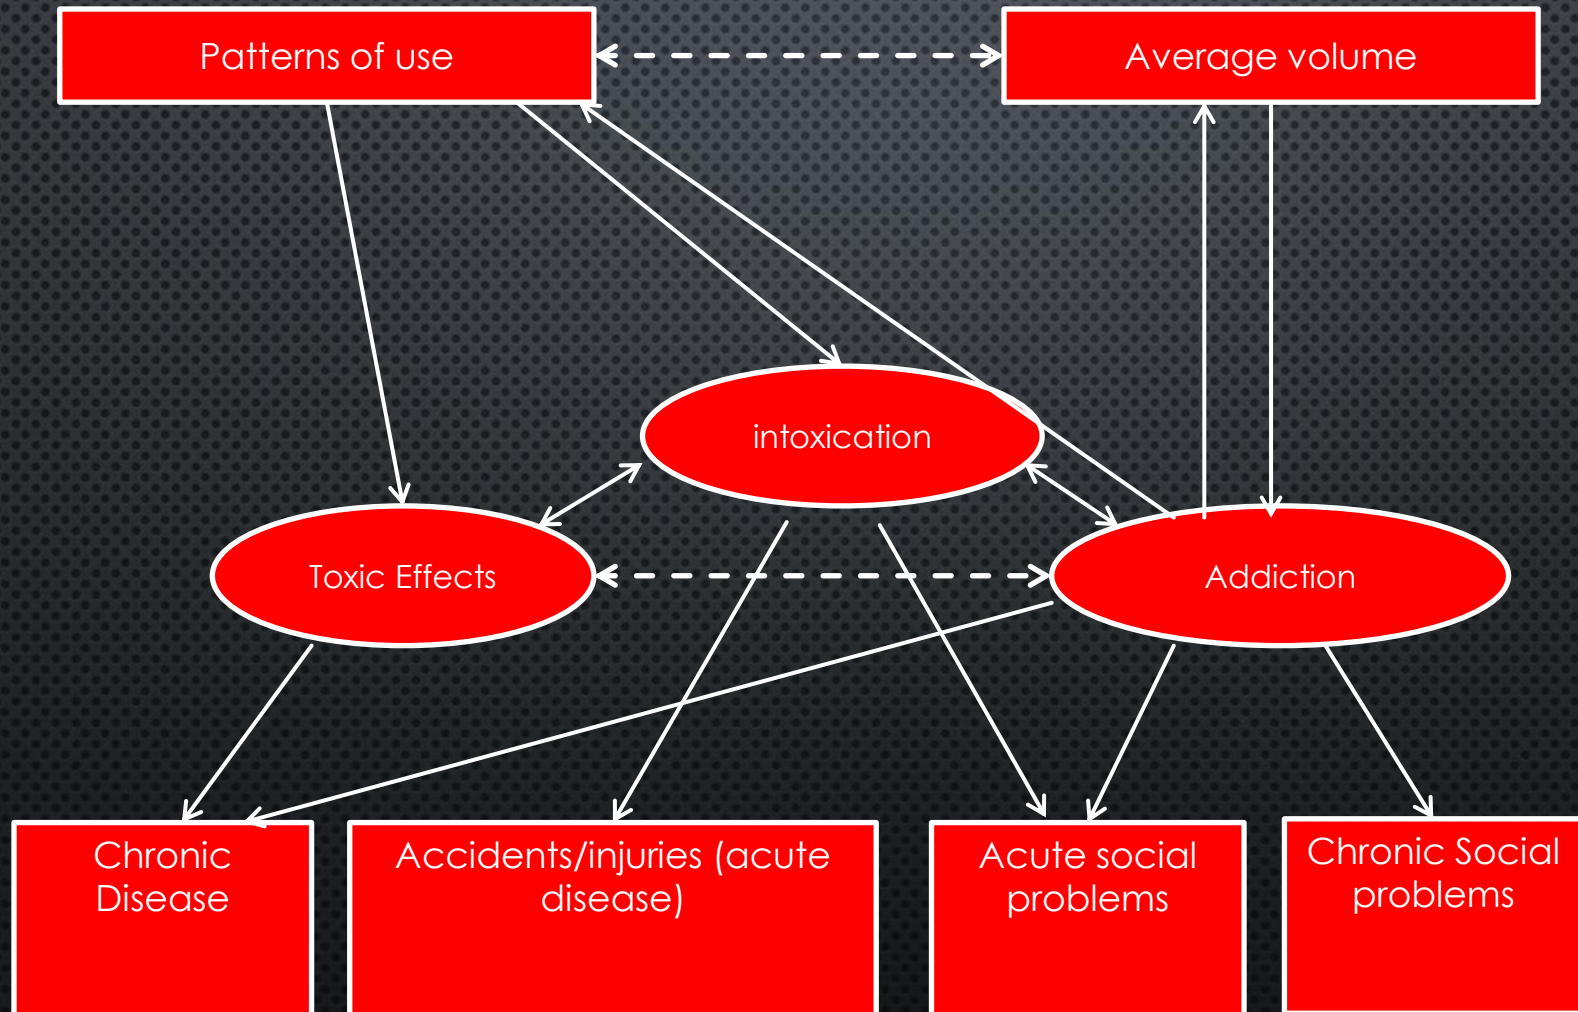 Patterns of use
Average volume
intoxication
Toxic Effects
Addiction
Chronic
Disease
Accidents/injuries (acute
disease)
Acute social
problems
Chronic Social
problems